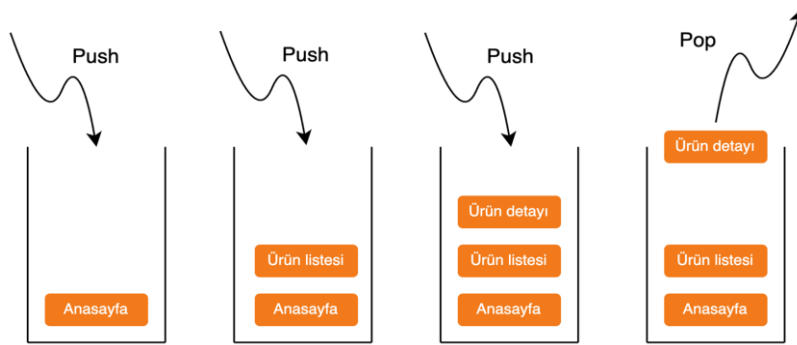 Push
Push
Push
Pop
Anasayfa
Ürün listesi
Anasayfa
Ürün detayı
Ürün listesi
Anasayfa
Ürün detayı
Ürün listesi
Anasayfa